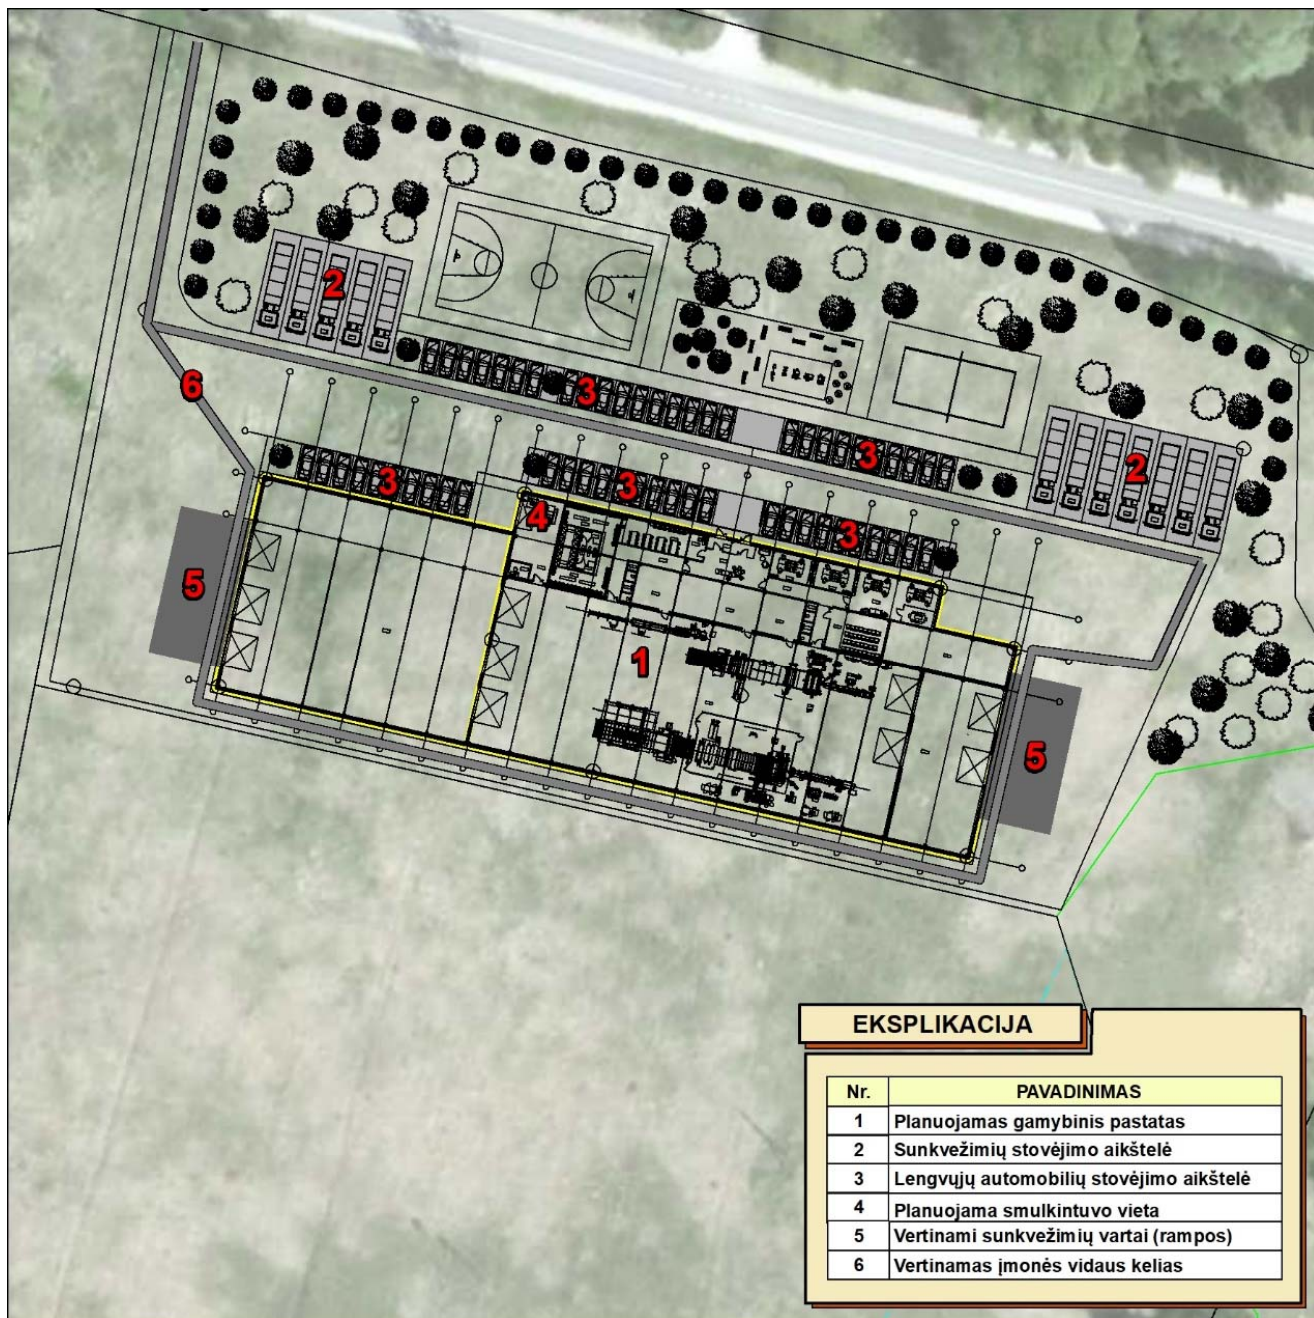 2
6
3
3
2
3
3
3
4
5
1
5
EKSPLIKACIJA
Nr. PAVADINIMAS
1 Planuojamas gamybinis pastatas
2 Sunkvežimių stovėjimo aikštelė
3 Lengvųjų automobilių stovėjimo aikštelė
4 Planuojama smulkintuvo vieta
5 Vertinami sunkvežimių vartai (rampos)
6 Vertinamas įmonės vidaus kelias